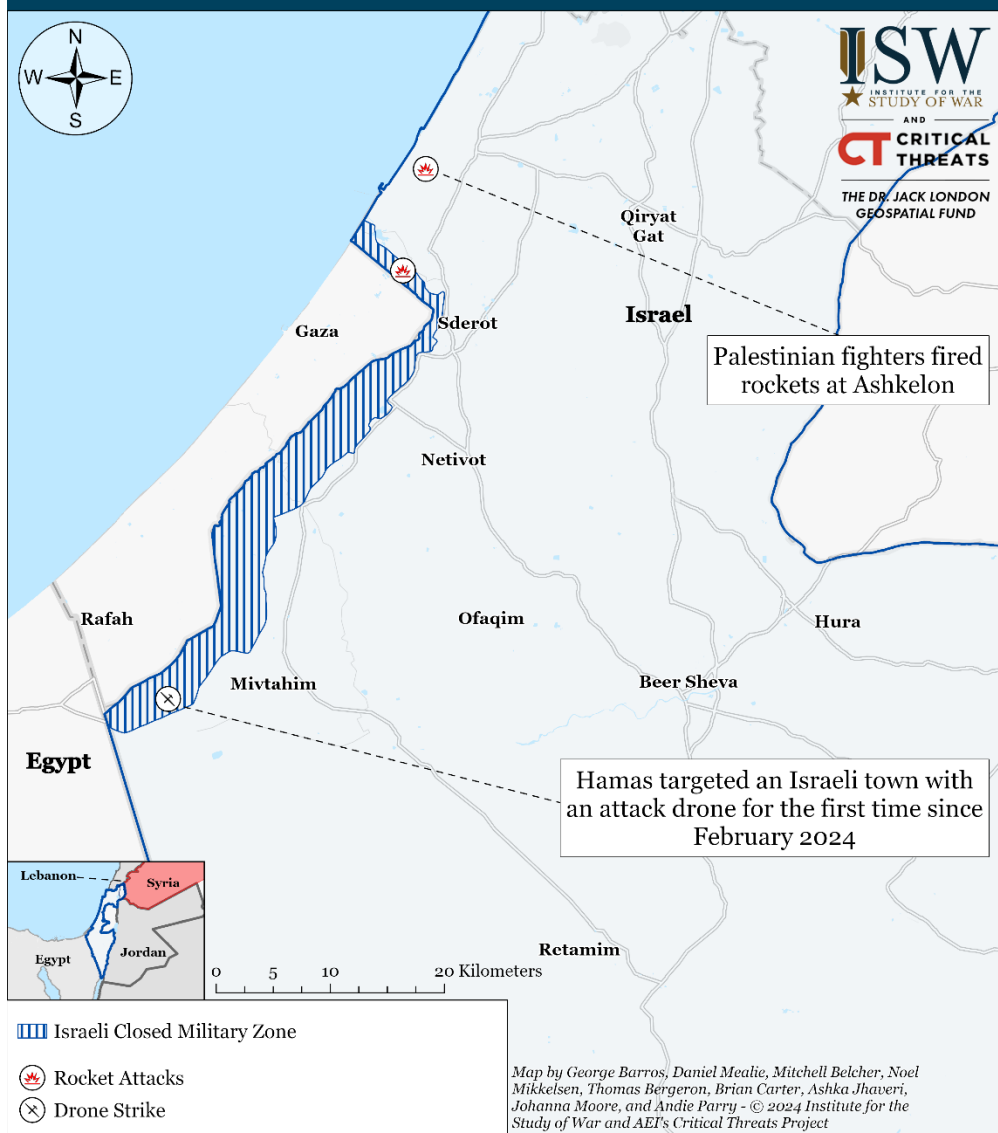 N
W
E
S
ISW
INSTITUTE FOR THE
STUDY OF WAR
AND
CT CRITICAL
THREATS
THE DR. JACK LONDON
GEOSPATIAL FUND
Qiryat
Gat
Israel
Gaza
Sderot
Palestinian fighters fired
rockets at Ashkelon
Netivot
Rafah
Ofaqim
Hura
Mivtahim
Beer Sheva
Egypt
Hamas targeted an Israeli town with
an attack drone for the first time since
February 2024
Lebanon
Syria
Egypt
Jordan
Retamim
0 5 10 20 Kilometers
Israeli Closed Military Zone
Rocket Attacks
Drone Strike
Map by George Barros, Daniel Mealie, Mitchell Belcher, Noel
Mikkelsen, Thomas Bergeron, Brian Carter, Ashka Jhaveri,
Johanna Moore, and Andie Parry - © 2024 Institute for the
Study of War and AEI's Critical Threats Project